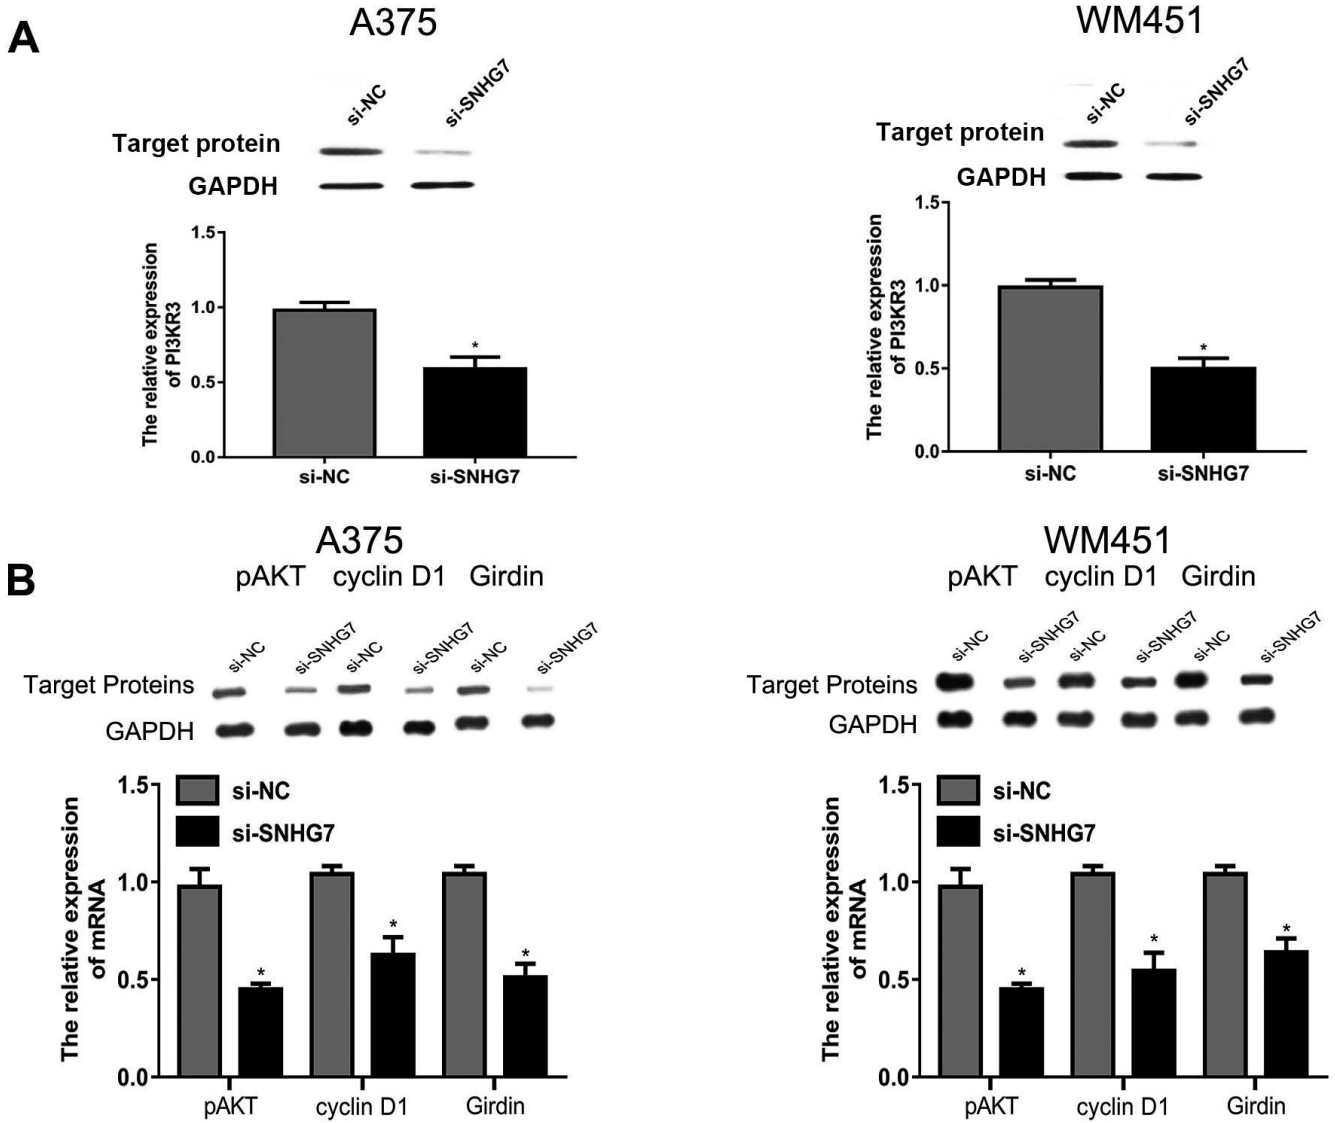 A
A375
si-NC
si-SNHG7
Target protein
GAPDH
1.5
1.0
0.5
0.0
The relative expression
of PI3KR3
*
si-NC
si-SNHG7
WM451
si-NC
si-SNHG7
Target protein
GAPDH
1.5
1.0
0.5
0.0
The relative expression
of PI3KR3
*
si-NC
si-SNHG7
B
A375
pAKT cyclin D1 Girdin
si-NC si-SNHG7 si-NC si-SNHG7 si-NC si-SNHG7
Target Proteins
GAPDH
1.5
1.0
0.5
0.0
The relative expression
of mRNA
si-NC
si-SNHG7
* * *
pAKT cyclin D1 Girdin
WM451
pAKT cyclin D1 Girdin
si-NC si-SNHG7 si-NC si-SNHG7 si-NC si-SNHG7
Target Proteins
GAPDH
1.5
1.0
0.5
0.0
The relative expression
of mRNA
si-NC
si-SNHG7
* * *
pAKT cyclin D1 Girdin